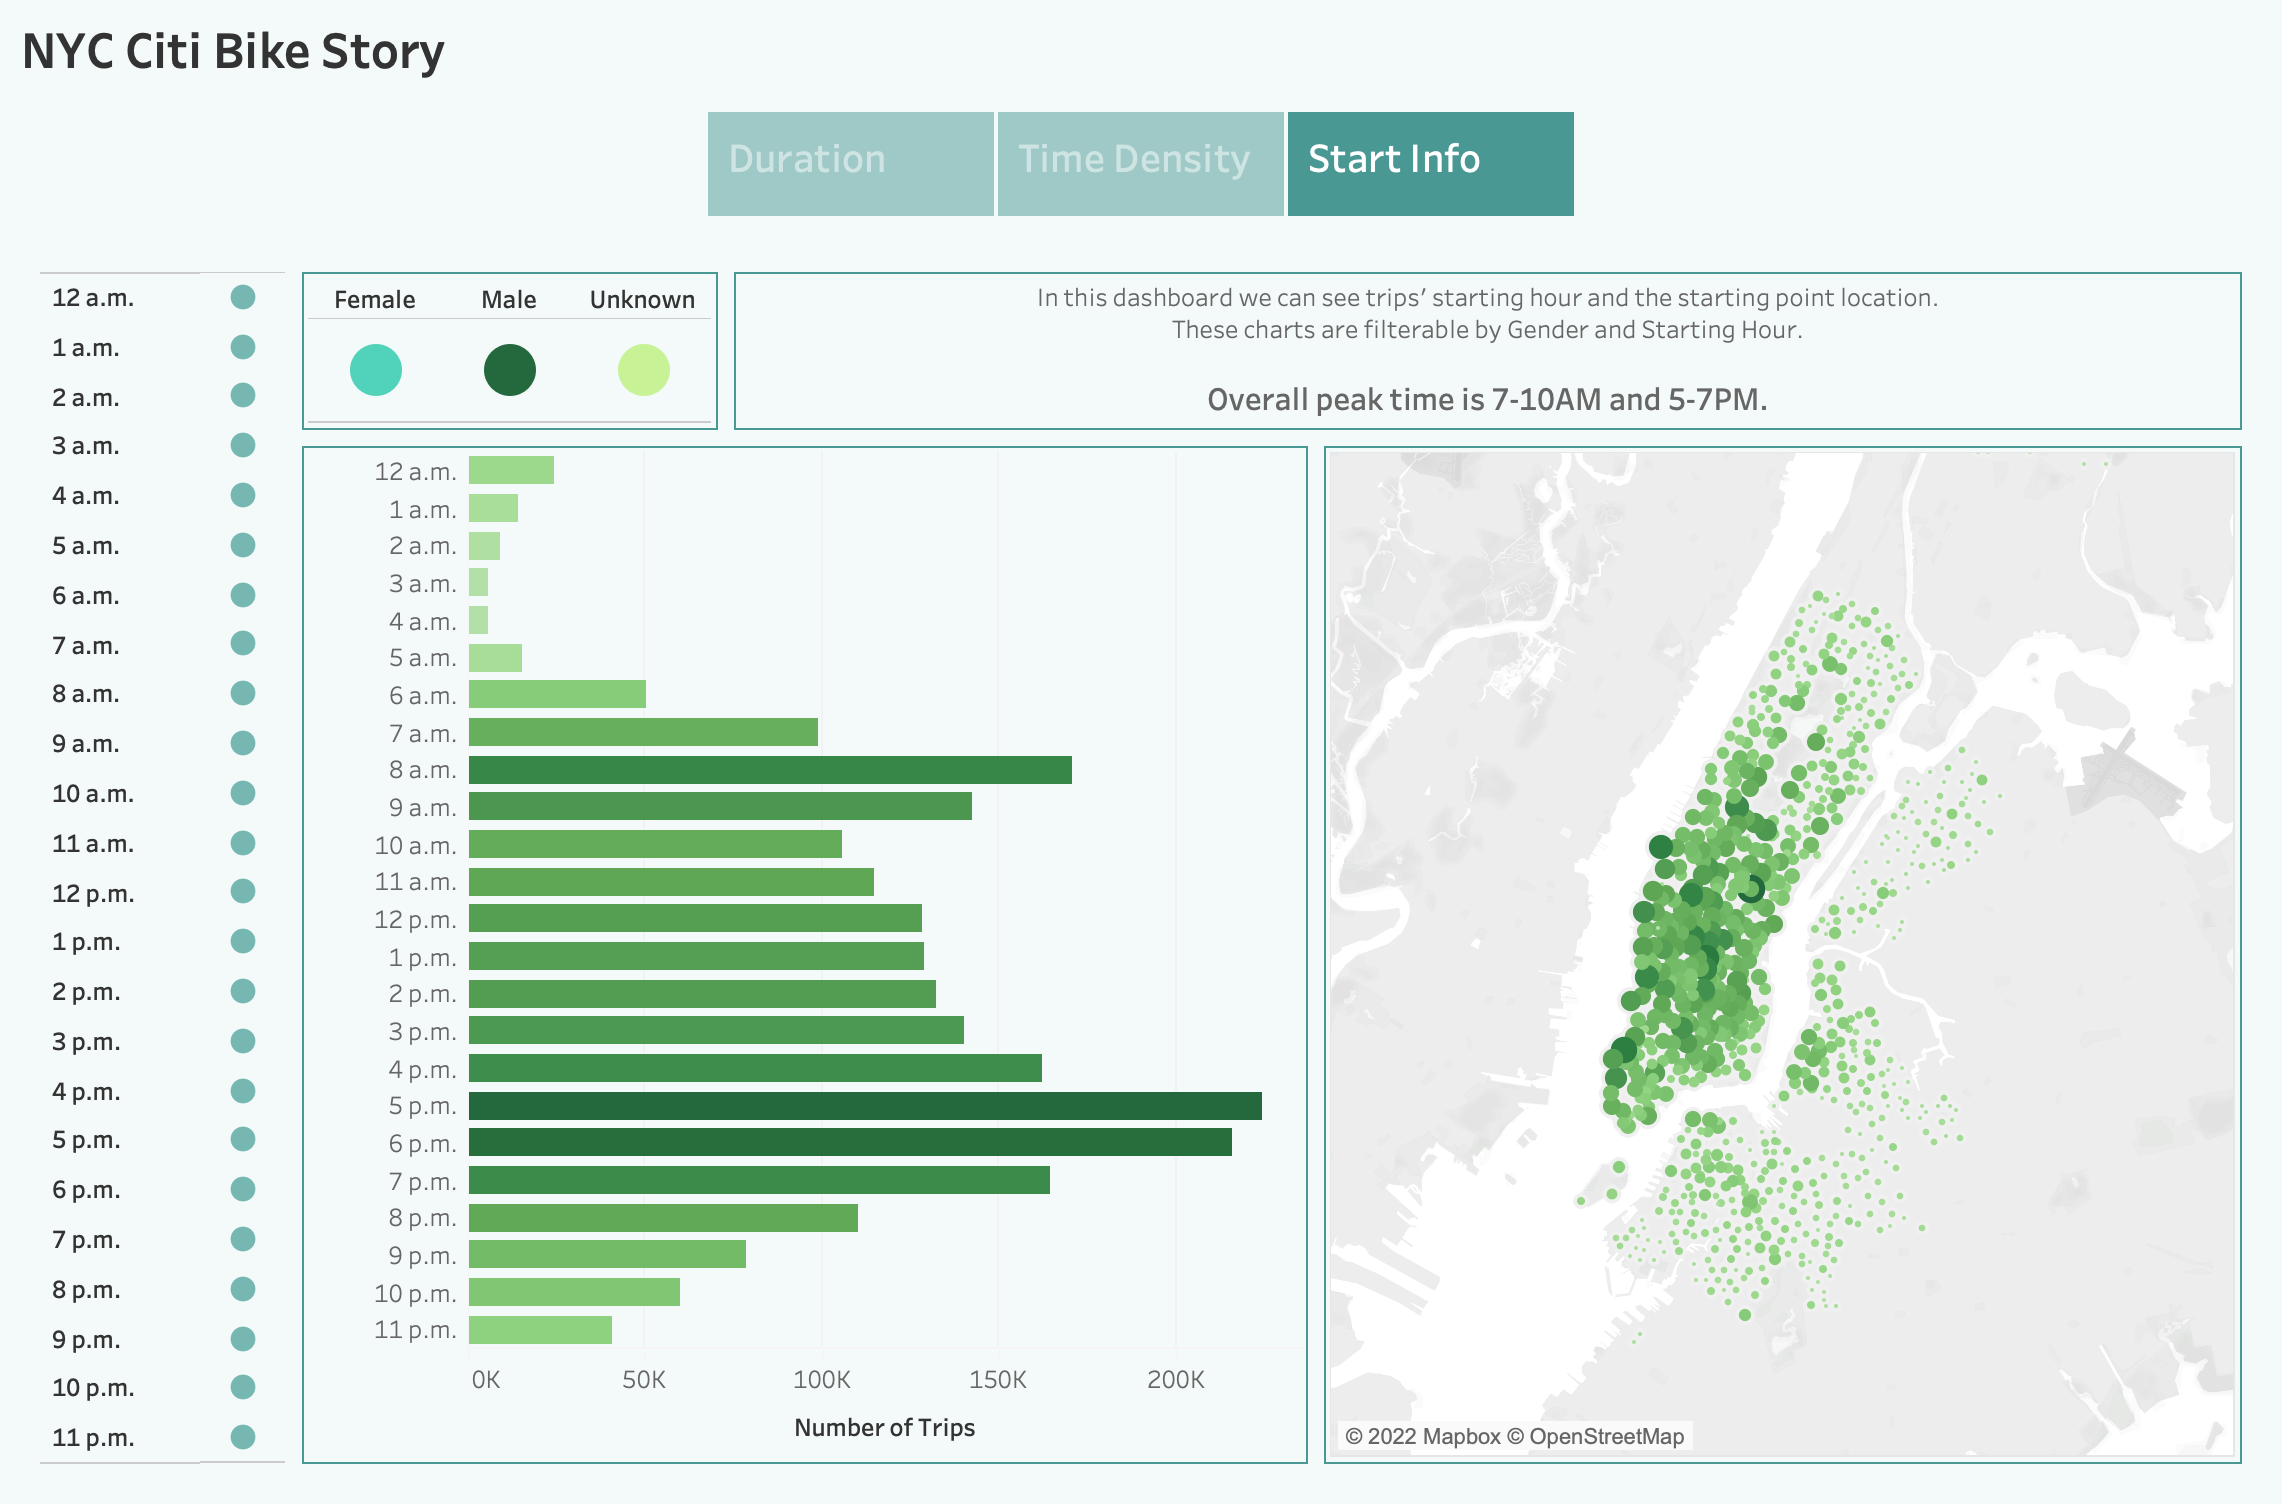 NYC Citi Bike Story
Duration
Time Density
Start Info
12 a.m.
1 a.m.
2 a.m.
3 a.m.
4 a.m.
5 a.m.
6 a.m.
7 a.m.
8 a.m.
9 a.m.
10 a.m.
11 a.m.
12 p.m.
1 p.m.
2 p.m.
3 p.m.
4 p.m.
5 p.m.
6 p.m.
7 p.m.
8 p.m.
9 p.m.
10 p.m.
11 p.m.
Female Male Unknown
In this dashboard we can see trips’ starting hour and the starting point location.
These charts are filterable by Gender and Starting Hour.
Overall peak time is 7-10AM and 5-7PM.
12 a.m.
1 a.m.
2 a.m.
3 a.m.
4 a.m.
5 a.m.
6 a.m.
7 a.m.
8 a.m.
9 a.m.
10 a.m.
11 a.m.
12 p.m.
1 p.m.
2 p.m.
3 p.m.
4 p.m.
5 p.m.
6 p.m.
7 p.m.
8 p.m.
9 p.m.
10 p.m.
11 p.m.
0K 50K 100K 150K 200K
Number of Trips
© 2022 Mapbox © OpenStreetMap